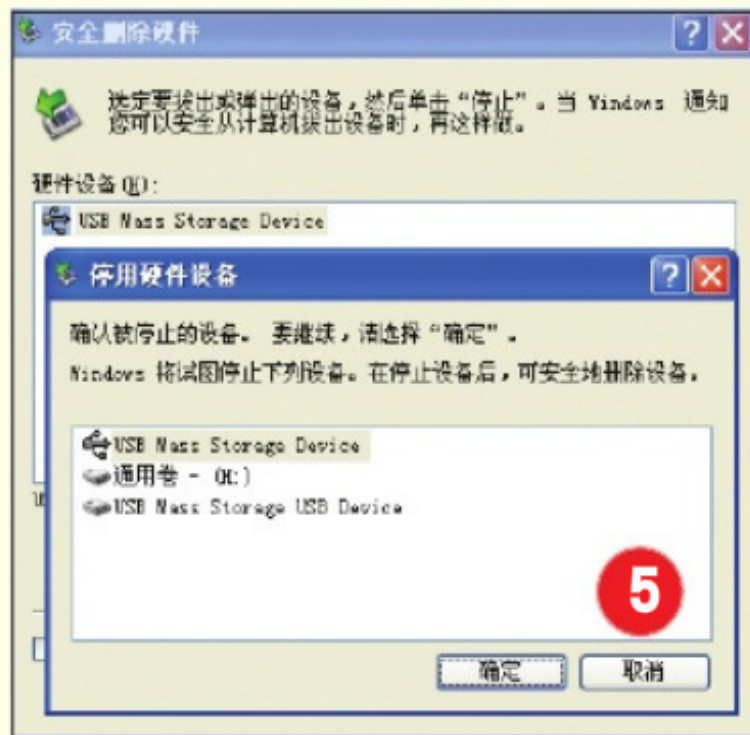 安全删除硬件
选定要拔出或弹出的设备，然后单击“停止”。当 Windows 通知
您可以安全从计算机拔出设备时，再这样做。
硬件设备(H):
USB Mass Storage Device
停用硬件设备
确认被停止的设备。 要继续，请选择“确定”。
Windows 将试图停止下列设备。在停止设备后，可安全地删除设备。
USB Mass Storage Device
通用卷 - (H:)
USB Mass Storage USB Device
5
确定
取消